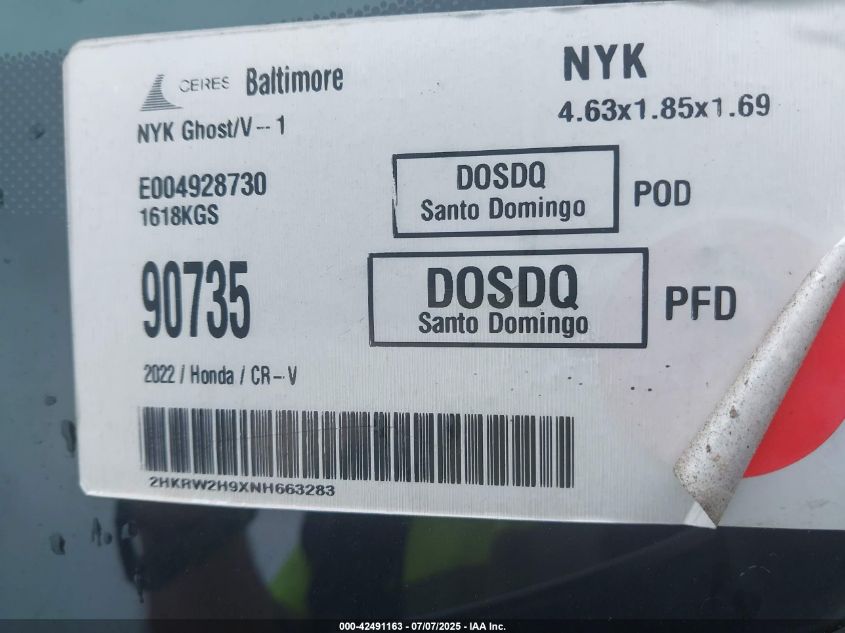 CERES Baltimore
NYK
4.63x1.85x1.69
NYK Ghost/V-- 1
E004928730
1618KGS
DOSDQ
Santo Domingo
POD
90735
DOSDQ
Santo Domingo
PFD
2022 / Honda / CR-V
2HKRW2H9XNH663283
000-42491163 - 07/07/2025 - IAA Inc.